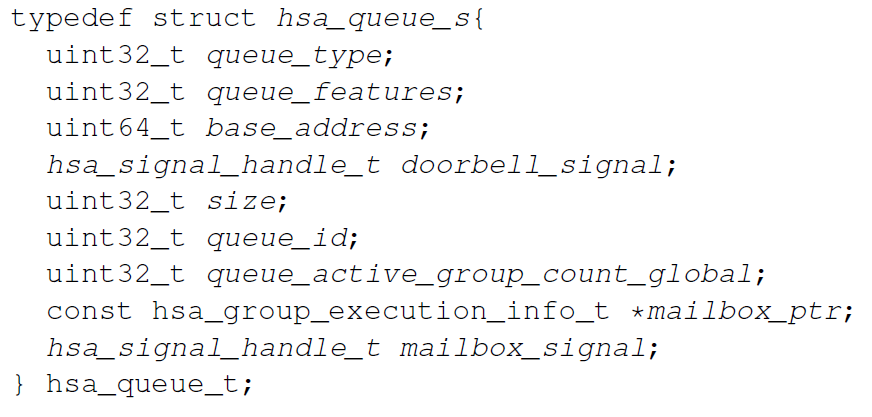 typedef struct hsa_queue_s{
  uint32_t queue_type;
  uint32_t queue_features;
  uint64_t base_address;
  hsa_signal_handle_t doorbell_signal;
  uint32_t size;
  uint32_t queue_id;
  uint32_t queue_active_group_count_global;
  const hsa_group_execution_info_t *mailbox_ptr;
  hsa_signal_handle_t mailbox_signal;
} hsa_queue_t;